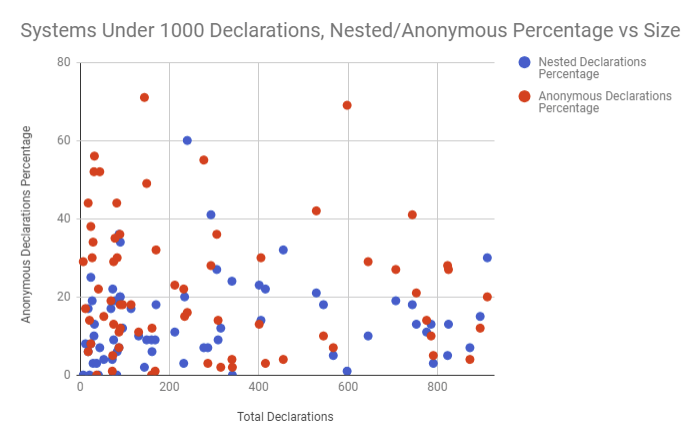 Systems Under 1000 Declarations, Nested/Anonymous Percentage vs Size
Nested Declarations
Percentage
Anonymous Declarations
Percentage
Anonymous Declarations Percentage
80
60
40
20
0
0
200
400
600
800
Total Declarations